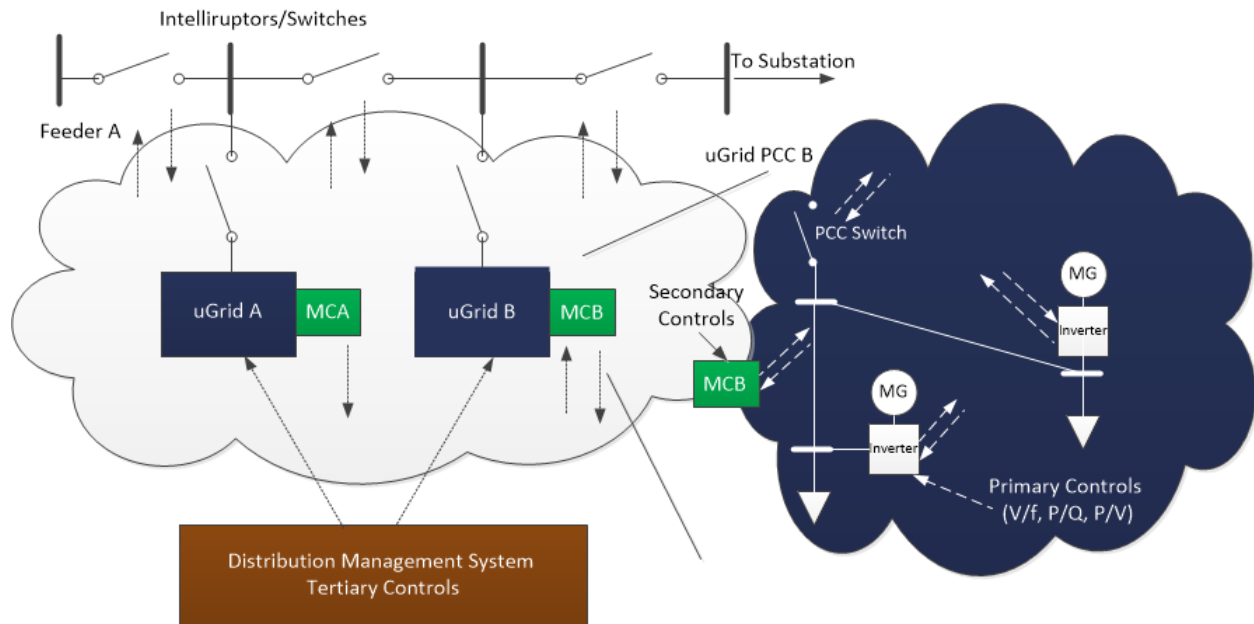 Intelliruptors/Switches
To Substation
Feeder A
uGrid PCC B
PCC Switch
MG
uGrid A
MCA
uGrid B
MCB
Secondary
Controls
Inverter
MCB
MG
Inverter
Primary Controls
(V/f, P/Q, P/V)
Distribution Management System
Tertiary Controls